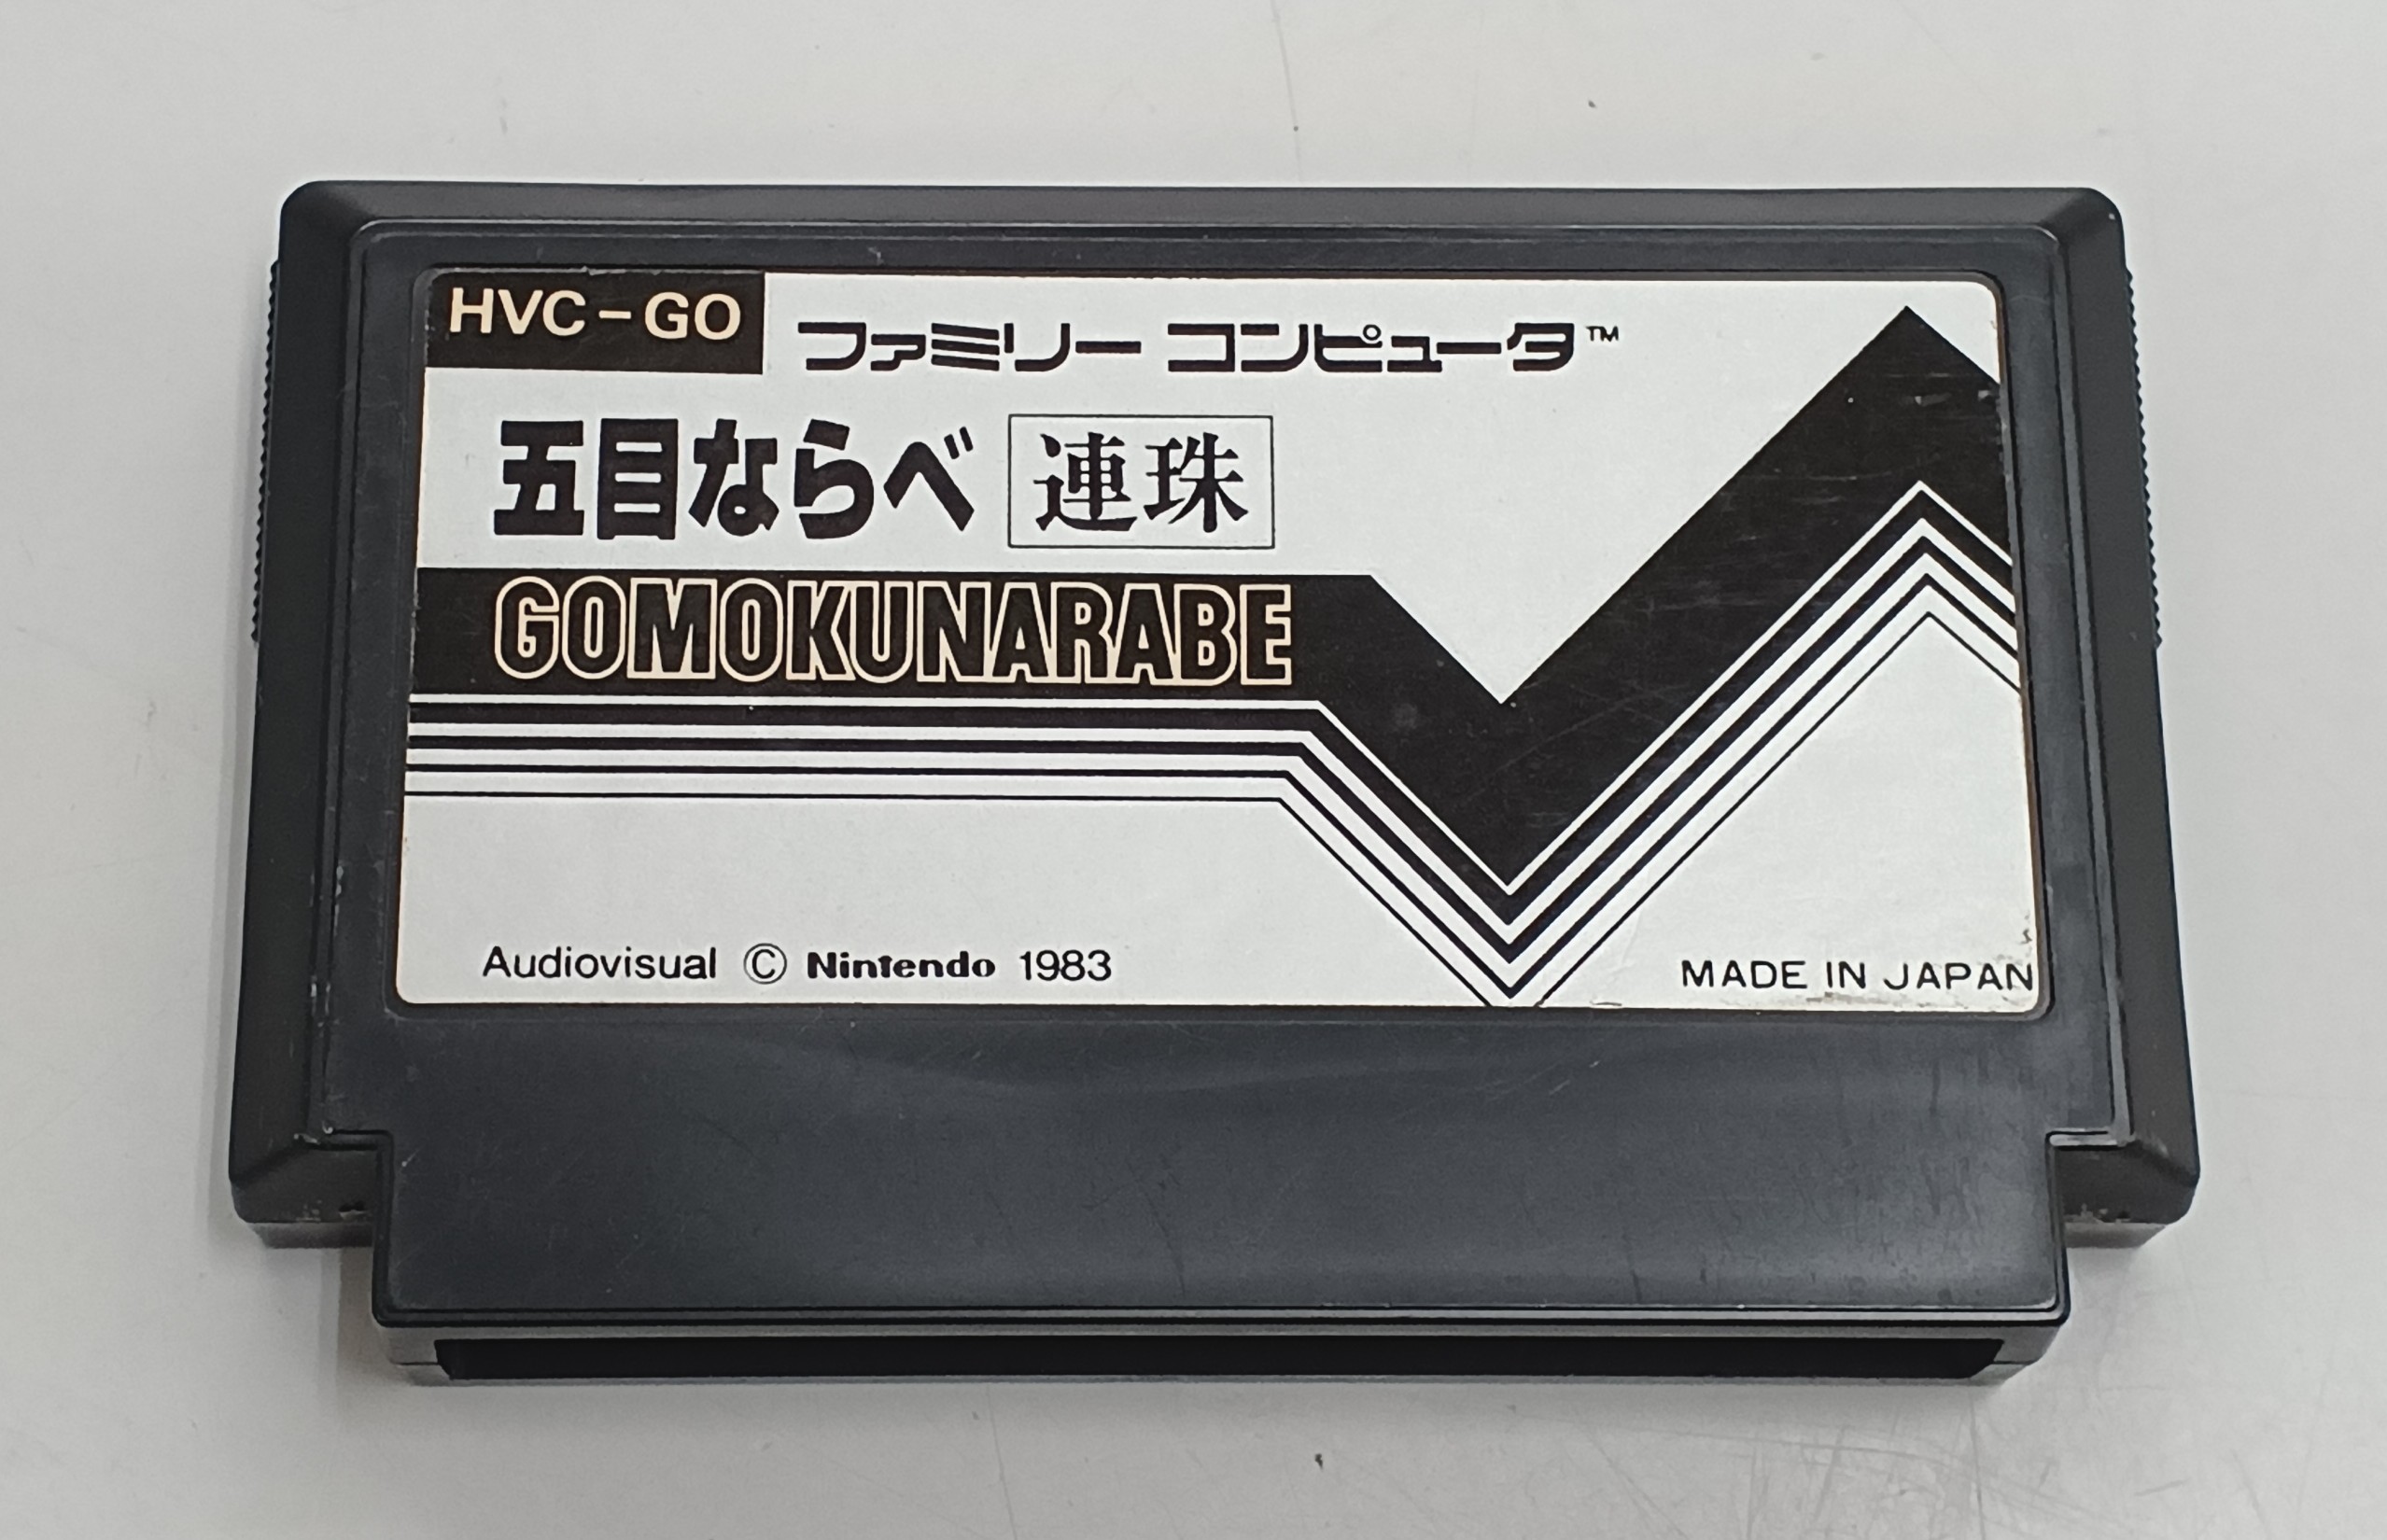 HVC-GO
ファミリー コンピュータ™
五目ならべ 連珠
GOMOKUNARABE
Audiovisual © Nintendo 1983
MADE IN JAPAN